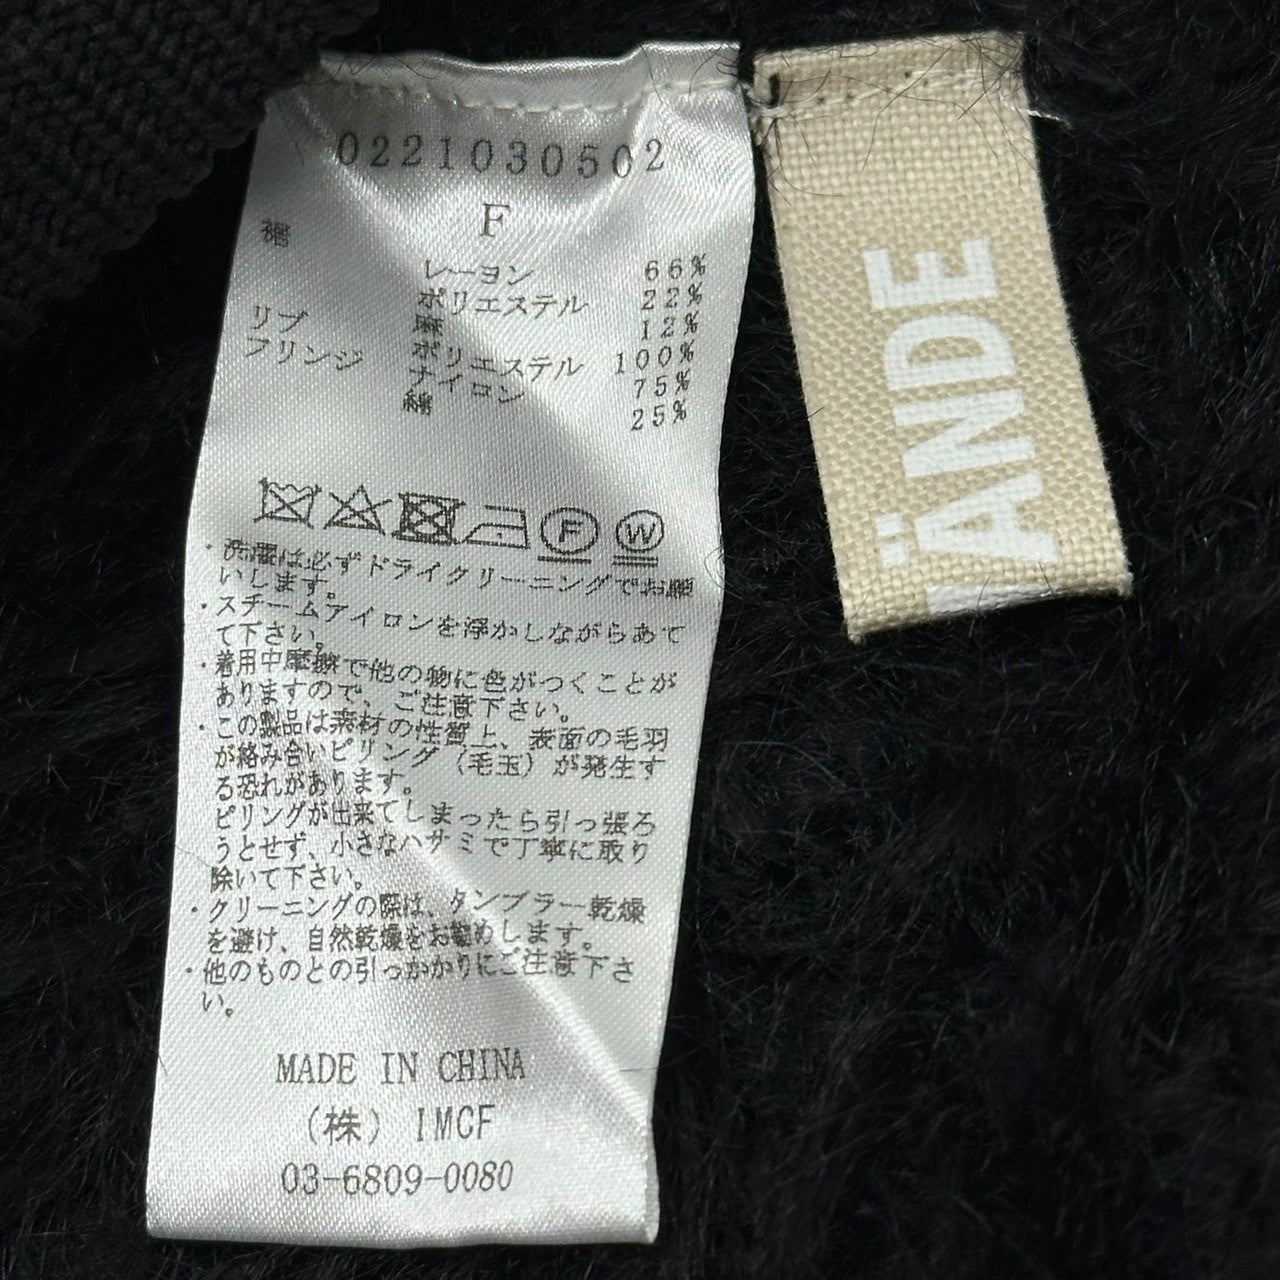 0221030502
F
裾
レーヨン 66%
ポリエステル 22%
麻 12%
リブ ポリエステル 100%
フリンジ ナイロン 75%
綿 25%
F
W
・洗濯は必ずドライクリーニングでお願
いします。
・スチームアイロンを浮かしながらあて
て下さい。
・着用中摩擦で他の物に色がつくことが
ありますので、ご注意下さい。
・この製品は素材の性質上、表面の毛羽
が絡み合いピリング（毛玉）が発生す
る恐れがあります。
ピリングが出来てしまったら引っ張ろ
うとせず、小さなハサミで丁寧に取り
除いて下さい。
・クリーニングの際は、タンブラー乾燥
を避け、自然乾燥をお勧めします。
・他のものとの引っかかりにご注意下さ
い。
MADE IN CHINA
（株） IMCF
03-6809-0080
ÄNDE